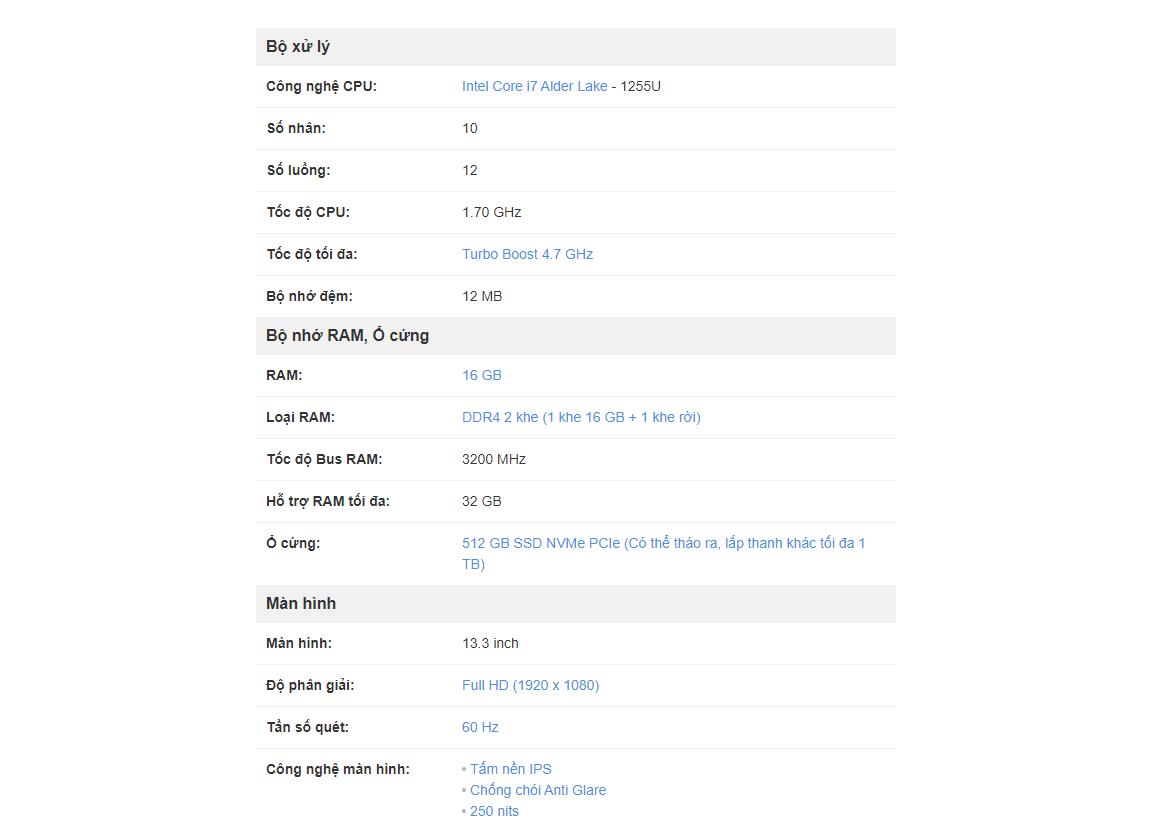 Bộ xử lý
Công nghệ CPU: Intel Core i7 Alder Lake - 1255U
Số nhân: 10
Số luồng: 12
Tốc độ CPU: 1.70 GHz
Tốc độ tối đa: Turbo Boost 4.7 GHz
Bộ nhớ đệm: 12 MB
Bộ nhớ RAM, Ổ cứng
RAM: 16 GB
Loại RAM: DDR4 2 khe (1 khe 16 GB + 1 khe rời)
Tốc độ Bus RAM: 3200 MHz
Hỗ trợ RAM tối đa: 32 GB
Ổ cứng: 512 GB SSD NVMe PCIe (Có thể tháo ra, lắp thanh khác tối đa 1
TB)
Màn hình
Màn hình: 13.3 inch
Độ phân giải: Full HD (1920 x 1080)
Tần số quét: 60 Hz
Công nghệ màn hình: • Tấm nền IPS
• Chống chói Anti Glare
• 250 nits